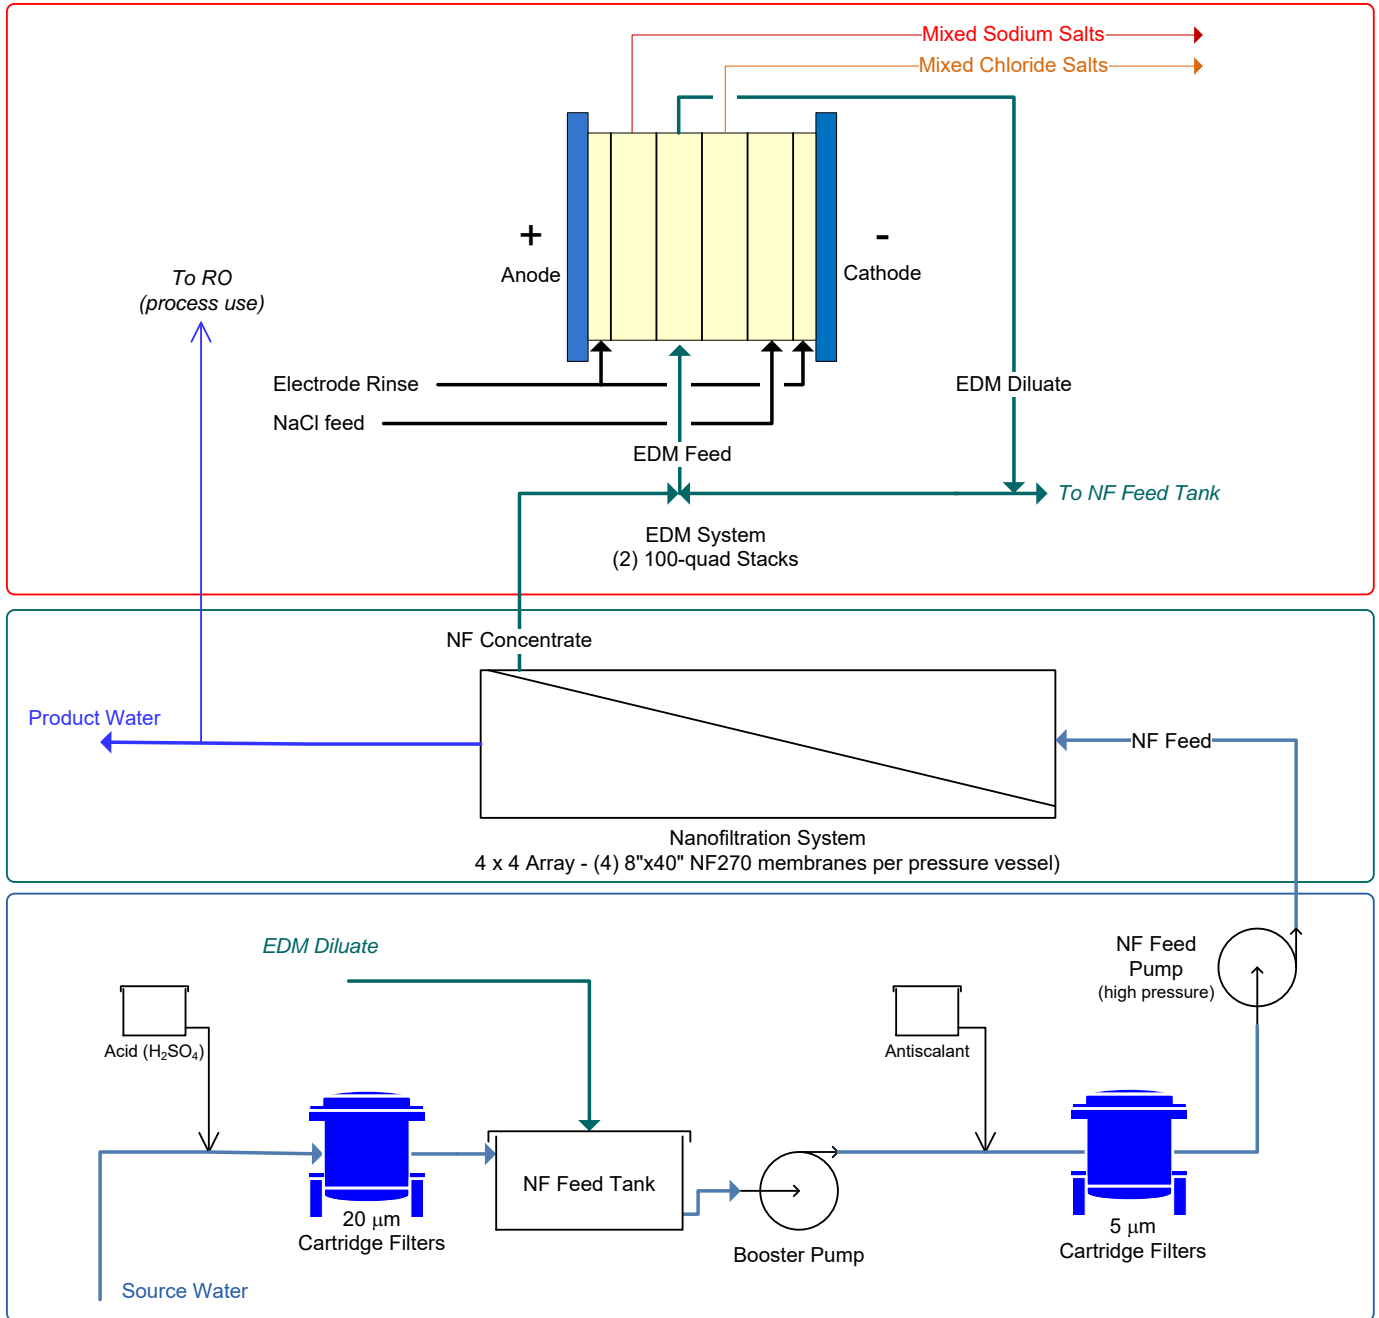 Mixed Sodium Salts
Mixed Chloride Salts
+
Anode
-
Cathode
To RO
(process use)
Electrode Rinse
NaCl feed
EDM Diluate
EDM Feed
To NF Feed Tank
EDM System
(2) 100-quad Stacks
NF Concentrate
Product Water
NF Feed
Nanofiltration System
4 x 4 Array - (4) 8"x40" NF270 membranes per pressure vessel)
EDM Diluate
NF Feed
Pump
(high pressure)
Acid (H₂SO₄)
Antiscalant
NF Feed Tank
20 μm
Cartridge Filters
Booster Pump
5 μm
Cartridge Filters
Source Water